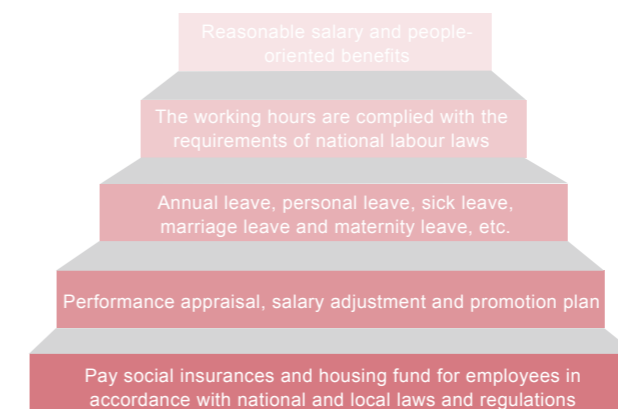 Reasonable salary and people-
oriented benefits
The working hours are complied with the
requirements of national labour laws
Annual leave, personal leave, sick leave,
marriage leave and maternity leave, etc.
Performance appraisal, salary adjustment and promotion plan
Pay social insurances and housing fund for employees in
accordance with national and local laws and regulations